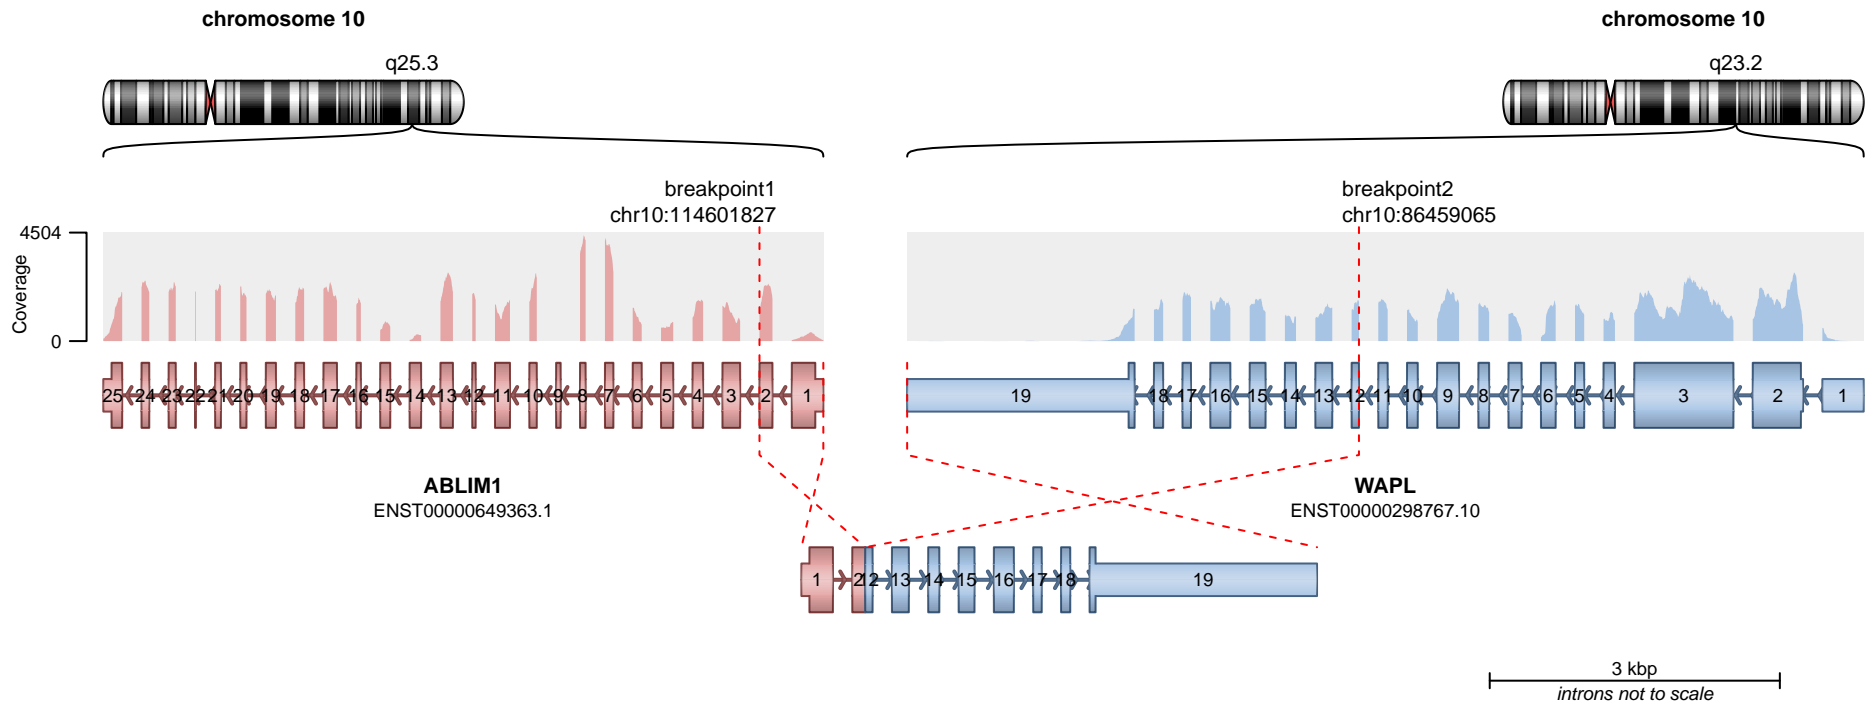 chromosome 10
chromosome 10
q25.3
q23.2
breakpoint1
chr10:114601827
breakpoint2
chr10:86459065
4504
Coverage
0
25 24 23 22 21 20 19 18 17 16 15 14 13 12 11 10 9 8 7 6 5 4 3 2 1
19 18 17 16 15 14 13 12 11 10 9 8 7 6 5 4 3 2 1
ABLIM1
ENST00000649363.1
WAPL
ENST00000298767.10
1 2 12 13 14 15 16 17 18 19
3 kbp
introns not to scale